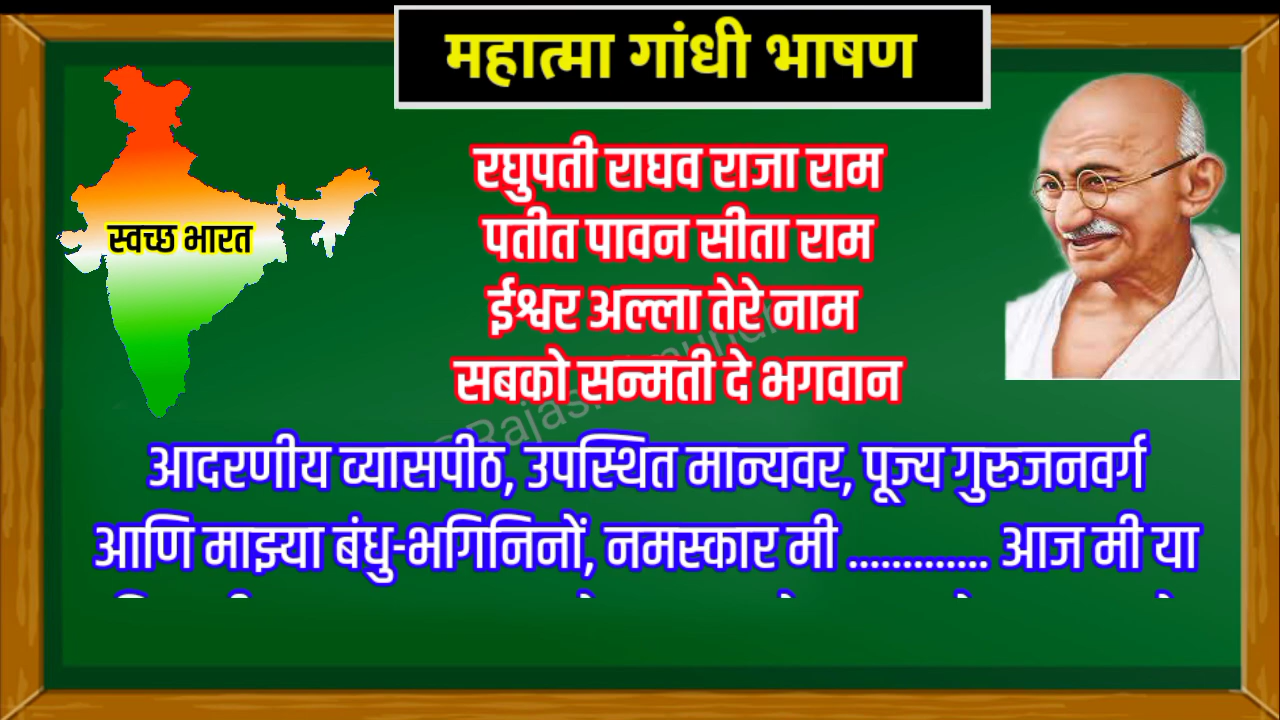 महात्मा गांधी भाषण
स्वच्छ भारत
रघुपती राघव राजा राम
पतीत पावन सीता राम
ईश्वर अल्ला तेरे नाम
सबको सन्मती दे भगवान
आदरणीय व्यासपीठ, उपस्थित मान्यवर, पूज्य गुरुजनवर्ग
आणि माझ्या बंधु-भगिनिनों, नमस्कार मी ............. आज मी या